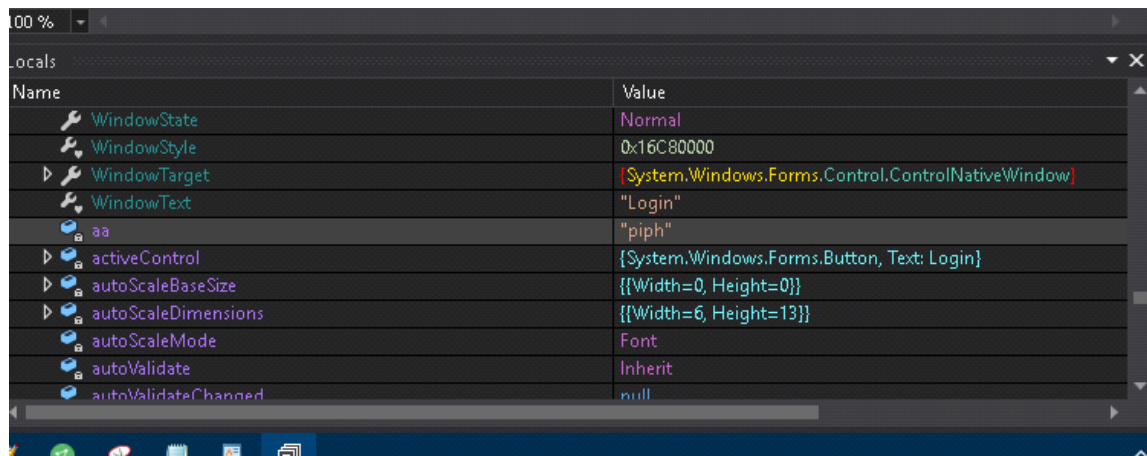 100 %
Locals
Name Value
WindowState Normal
WindowStyle 0x16C80000
WindowTarget {System.Windows.Forms.Control.ControlNativeWindow}
WindowText "Login"
aa "piph"
activeControl {System.Windows.Forms.Button, Text: Login}
autoScaleBaseSize {{Width=0, Height=0}}
autoScaleDimensions {{Width=6, Height=13}}
autoScaleMode Font
autoValidate Inherit
autoValidateChanged null